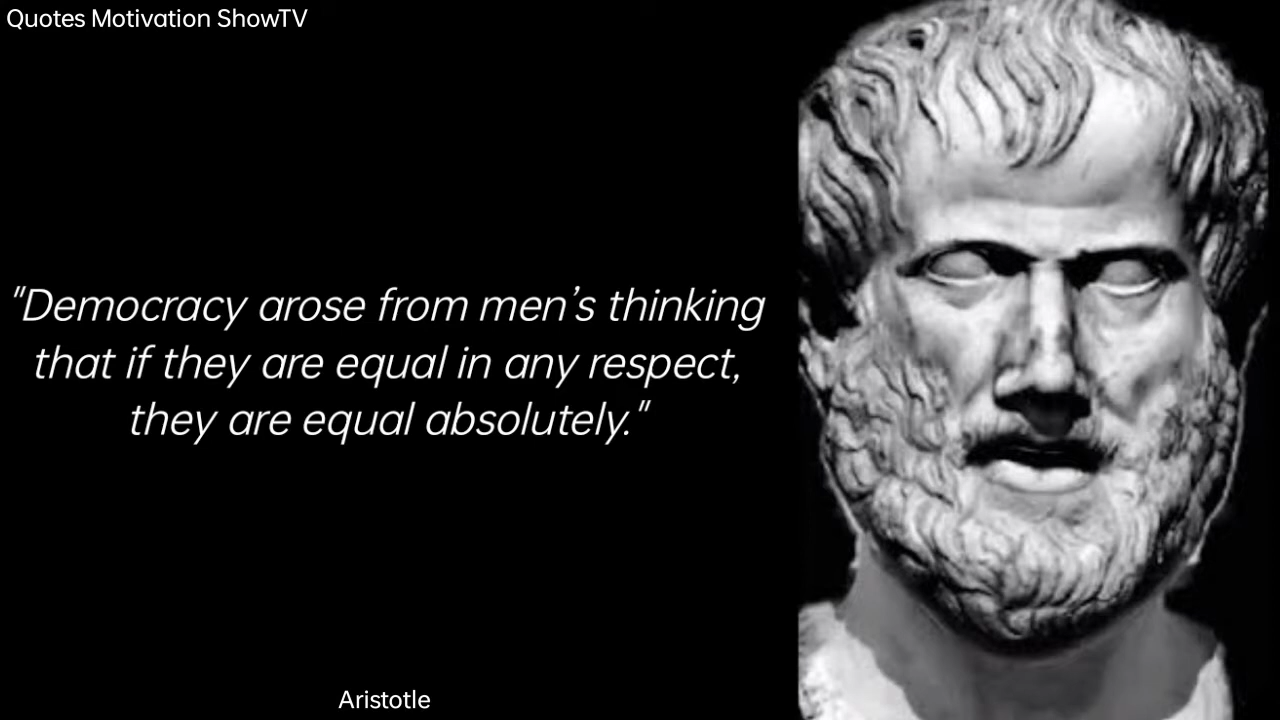 Quotes Motivation ShowTV
"Democracy arose from men’s thinking
that if they are equal in any respect,
they are equal absolutely."
Aristotle